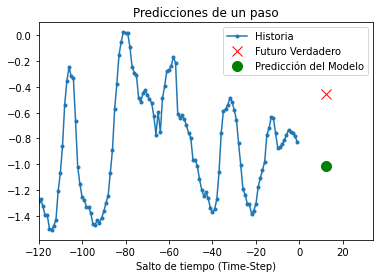 Predicciones de un paso
Historia
Futuro Verdadero
Predicción del Modelo
0.0
−0.2
−0.4
−0.6
−0.8
−1.0
−1.2
−1.4
−120 −100 −80 −60 −40 −20 0 20
Salto de tiempo (Time-Step)